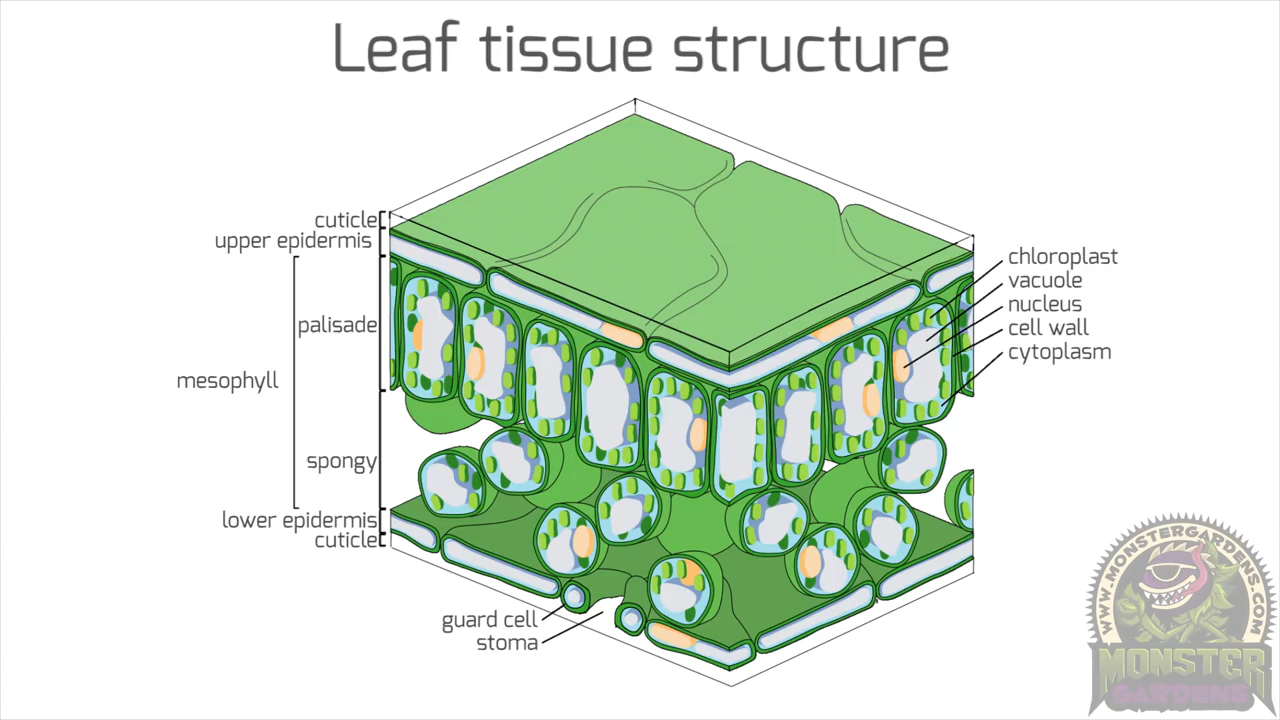 Leaf tissue structure
cuticle
upper epidermis
palisade
mesophyll
spongy
lower epidermis
cuticle
guard cell
stoma
chloroplast
vacuole
nucleus
cell wall
cytoplasm
WWW.MONSTERGARDENS.COM
MONSTER
GARDENS